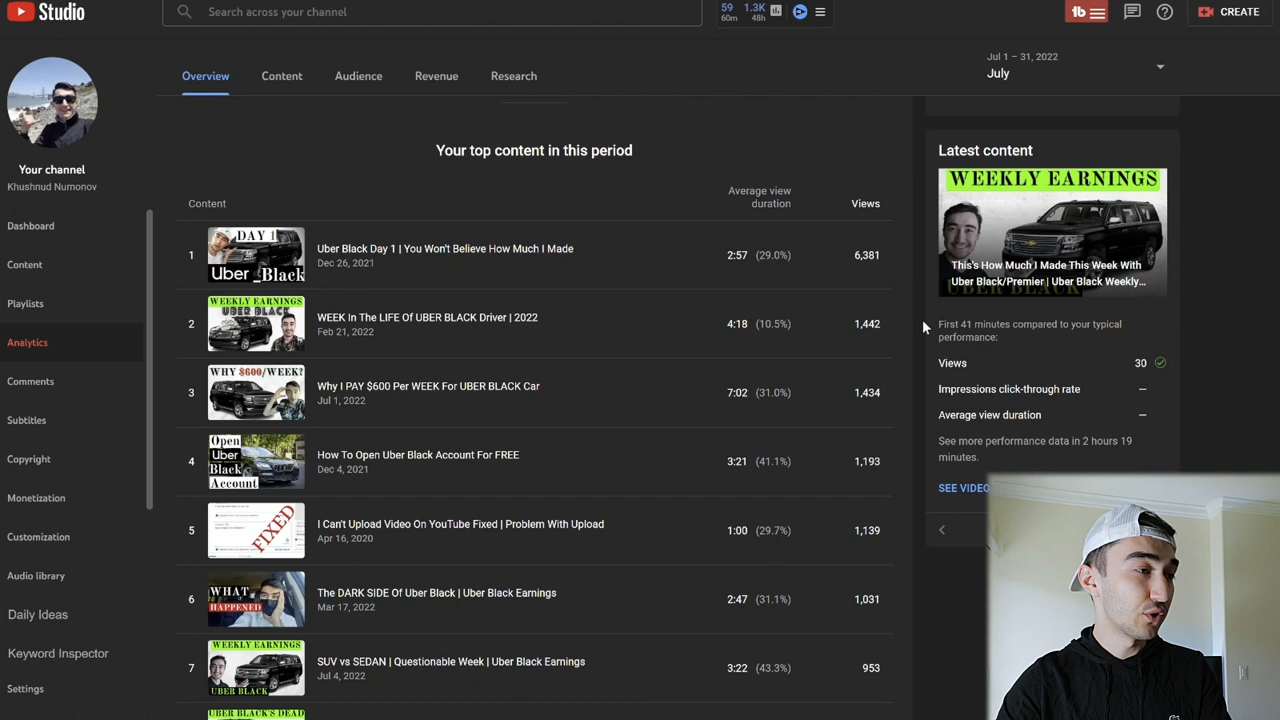 Studio
Search across your channel
59 1.3K
60m 48h
CREATE
Jul 1 – 31, 2022
July
Overview Content Audience Revenue Research
Your channel
Khushnud Numonov
Dashboard
Content
Playlists
Analytics
Comments
Subtitles
Copyright
Monetization
Customization
Audio library
Daily Ideas
Keyword Inspector
Settings
Your top content in this period
Content Average view duration Views
1 DAY 1 Uber_Black Uber Black Day 1 | You Won't Believe How Much I Made 2:57 (29.0%) 6,381
Dec 26, 2021
2 WEEKLY EARNINGS UBER BLACK WEEK In The LIFE Of UBER BLACK Driver | 2022 4:18 (10.5%) 1,442
Feb 21, 2022
3 WHY $600/WEEK? Why I PAY $600 Per WEEK For UBER BLACK Car 7:02 (31.0%) 1,434
Jul 1, 2022
4 Open Uber Black Account How To Open Uber Black Account For FREE 3:21 (41.1%) 1,193
Dec 4, 2021
5 FIXED I Can't Upload Video On YouTube Fixed | Problem With Upload 1:00 (29.7%) 1,139
Apr 16, 2020
6 WHAT HAPPENED The DARK SIDE Of Uber Black | Uber Black Earnings 2:47 (31.1%) 1,031
Mar 17, 2022
7 WEEKLY EARNINGS UBER BLACK SUV vs SEDAN | Questionable Week | Uber Black Earnings 3:22 (43.3%) 953
Jul 4, 2022
UBER BLACK'S DEAD
Latest content
WEEKLY EARNINGS
This's How Much I Made This Week With
Uber Black/Premier | Uber Black Weekly...
First 41 minutes compared to your typical
performance:
Views 30
Impressions click-through rate —
Average view duration —
See more performance data in 2 hours 19
minutes.
SEE VIDEO